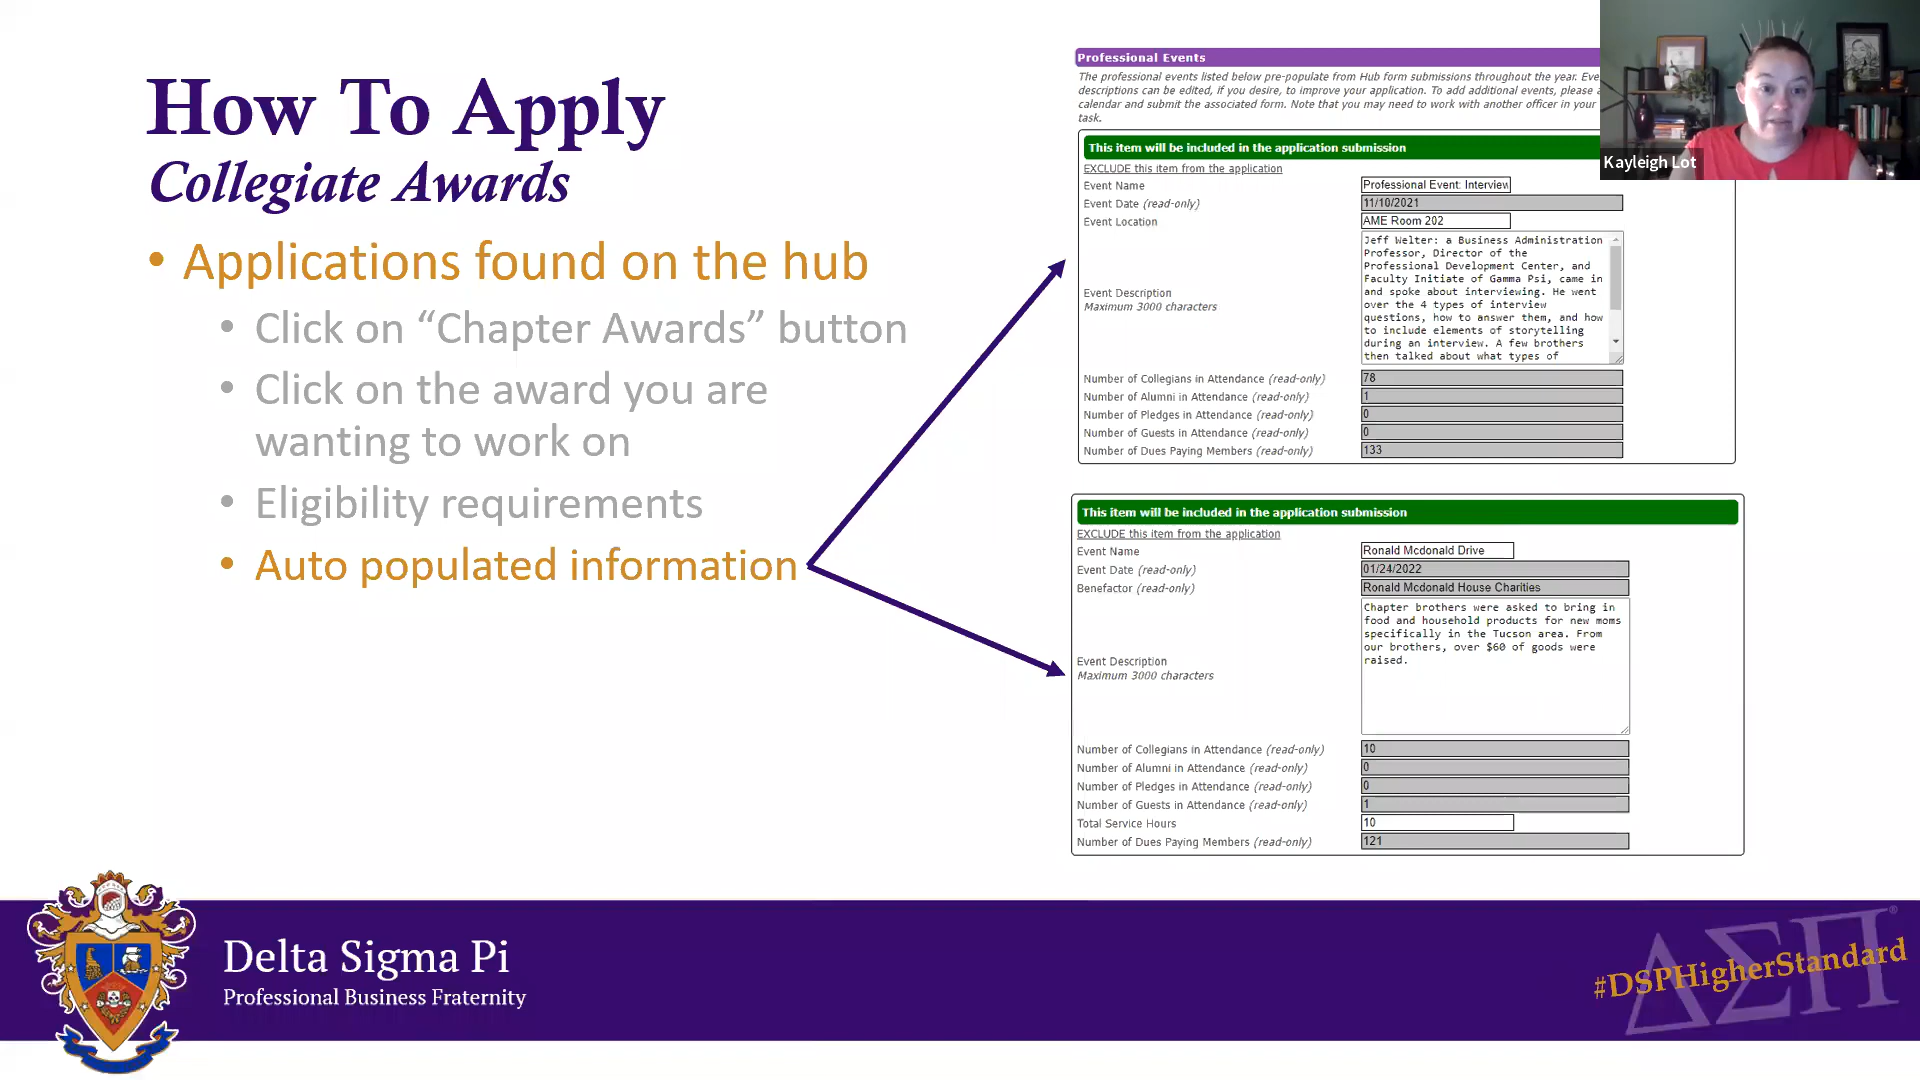 How To Apply
Collegiate Awards
• Applications found on the hub
• Click on “Chapter Awards” button
• Click on the award you are
wanting to work on
• Eligibility requirements
• Auto populated information
Professional Events
The professional events listed below pre-populate from Hub form submissions throughout the year. Eve
descriptions can be edited, if you desire, to improve your application. To add additional events, please a
calendar and submit the associated form. Note that you may need to work with another officer in your
task.
This item will be included in the application submission
EXCLUDE this item from the application
Event Name Professional Event: Interview
Event Date (read-only) 11/10/2021
Event Location AME Room 202
Event Description
Maximum 3000 characters
Jeff Welter: a Business Administration
Professor, Director of the
Professional Development Center, and
Faculty Initiate of Gamma Psi, came in
and spoke about interviewing. He went
over the 4 types of interview
questions, how to answer them, and how
to include elements of storytelling
during an interview. A few brothers
then talked about what types of
Number of Collegians in Attendance (read-only) 78
Number of Alumni in Attendance (read-only) 1
Number of Pledges in Attendance (read-only) 0
Number of Guests in Attendance (read-only) 0
Number of Dues Paying Members (read-only) 133
This item will be included in the application submission
EXCLUDE this item from the application
Event Name Ronald Mcdonald Drive
Event Date (read-only) 01/24/2022
Benefactor (read-only) Ronald Mcdonald House Charities
Event Description
Maximum 3000 characters
Chapter brothers were asked to bring in
food and household products for new moms
specifically in the Tucson area. From
our brothers, over $60 of goods were
raised.
Number of Collegians in Attendance (read-only) 10
Number of Alumni in Attendance (read-only) 0
Number of Pledges in Attendance (read-only) 0
Number of Guests in Attendance (read-only) 1
Total Service Hours 10
Number of Dues Paying Members (read-only) 121
Kayleigh Lot
Delta Sigma Pi
Professional Business Fraternity
ΔΣΠ®
#DSPHigherStandard